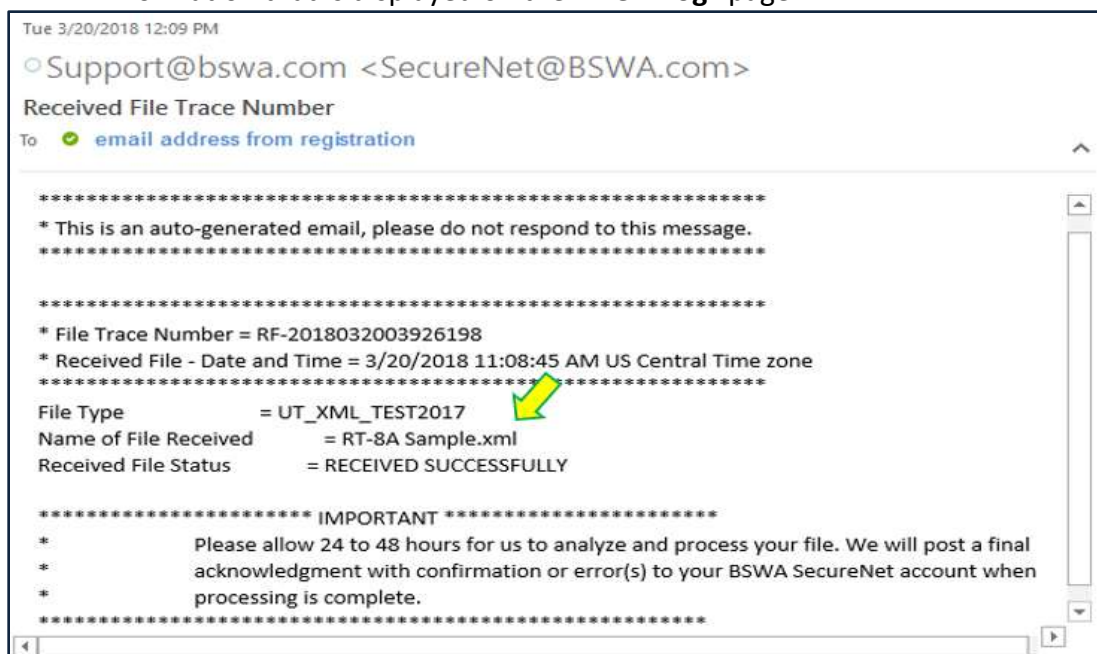 Tue 3/20/2018 12:09 PM
Support@bswa.com <SecureNet@BSWA.com>
Received File Trace Number
To email address from registration
************************************************************
* This is an auto-generated email, please do not respond to this message.
************************************************************
************************************************************
* File Trace Number = RF-2018032003926198
* Received File - Date and Time = 3/20/2018 11:08:45 AM US Central Time zone
************************************************************
File Type = UT_XML_TEST2017
Name of File Received = RT-8A Sample.xml
Received File Status = RECEIVED SUCCESSFULLY
*********************** IMPORTANT ***********************
* Please allow 24 to 48 hours for us to analyze and process your file. We will post a final
* acknowledgment with confirmation or error(s) to your BSWA SecureNet account when
* processing is complete.
*******************************************************